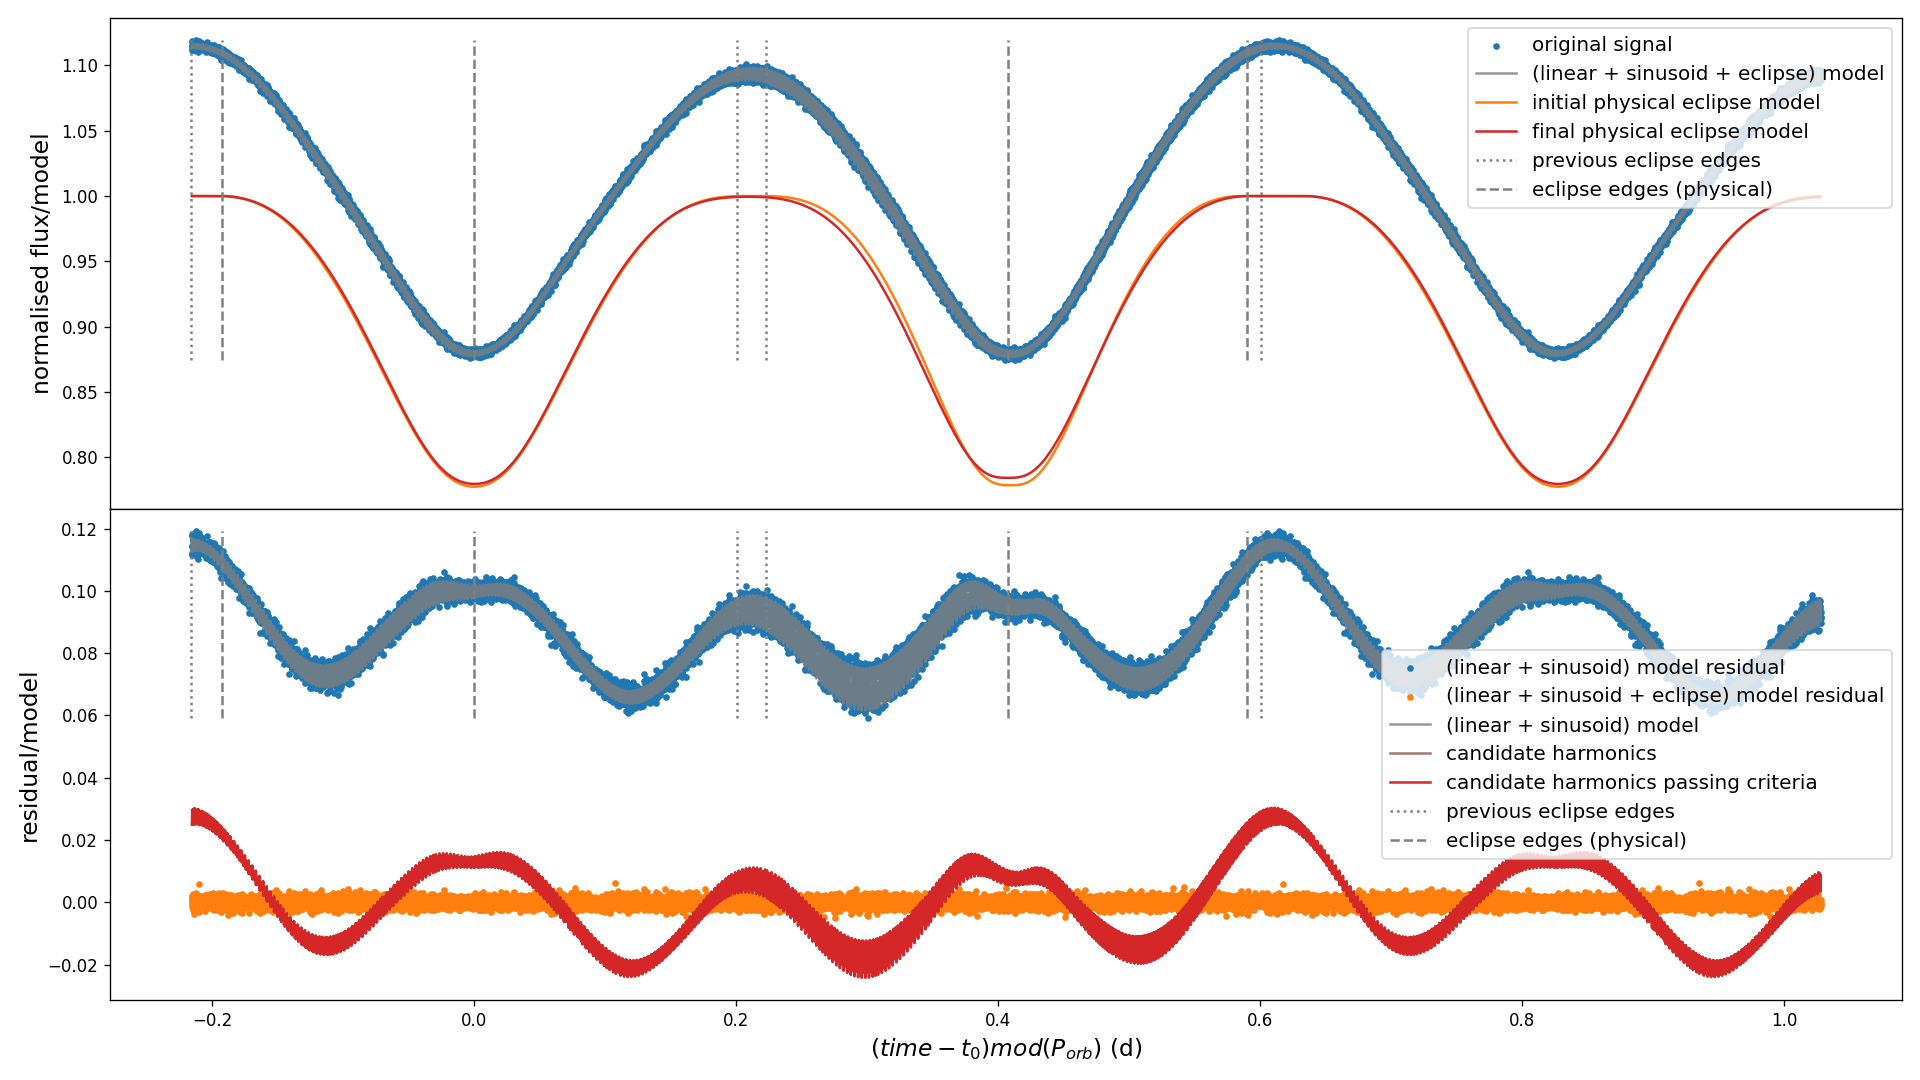 normalised flux/model
1.10
1.05
1.00
0.95
0.90
0.85
0.80
original signal
(linear + sinusoid + eclipse) model
initial physical eclipse model
final physical eclipse model
previous eclipse edges
eclipse edges (physical)
residual/model
0.12
0.10
0.08
0.06
0.04
0.02
0.00
−0.02
(linear + sinusoid) model residual
(linear + sinusoid + eclipse) model residual
(linear + sinusoid) model
candidate harmonics
candidate harmonics passing criteria
previous eclipse edges
eclipse edges (physical)
−0.2 0.0 0.2 0.4 0.6 0.8 1.0
(time − t₀)mod(P_orb) (d)